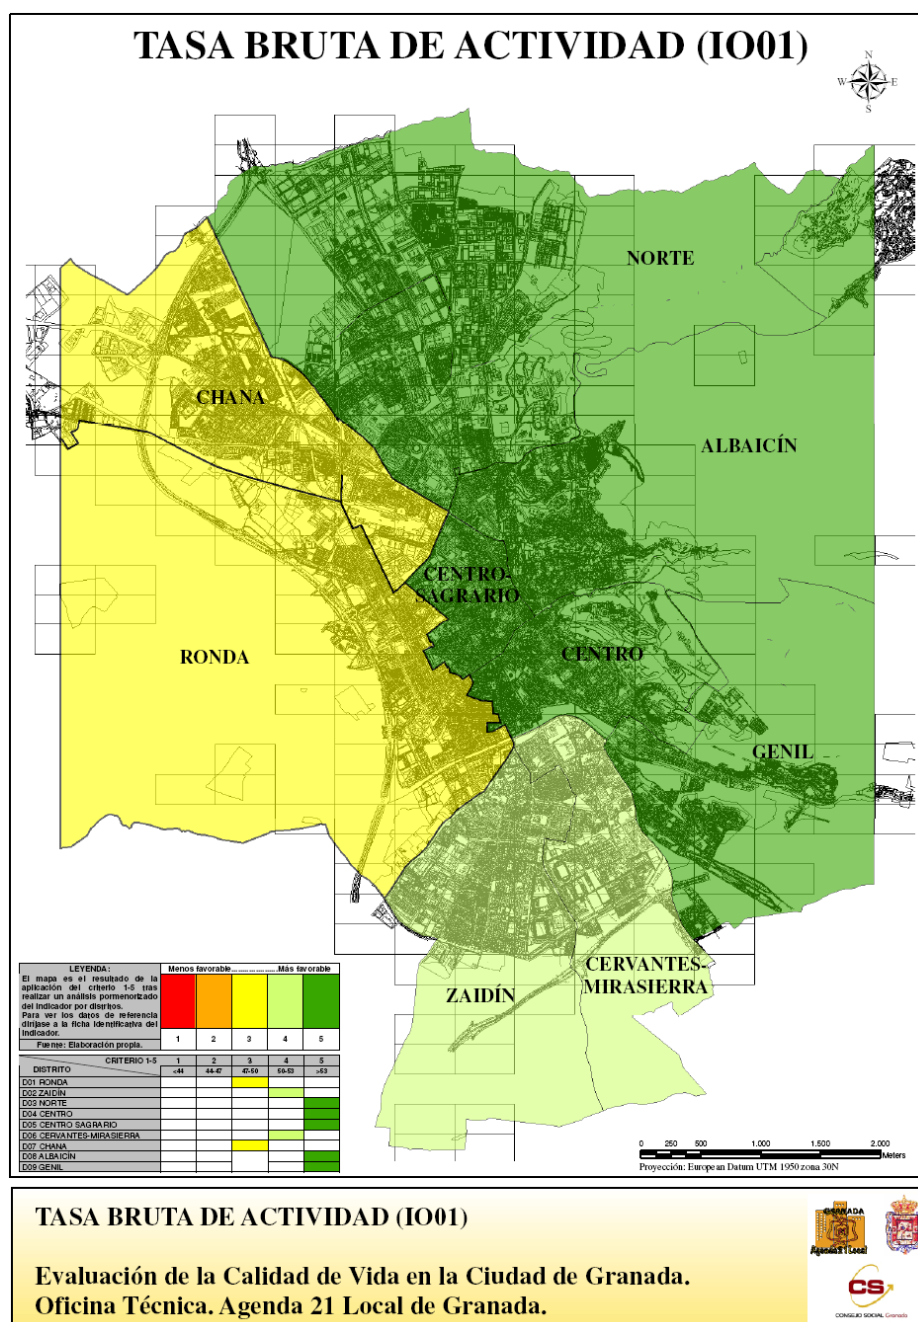 TASA BRUTA DE ACTIVIDAD (IO01)
N
W
E
S
NORTE
CHANA
ALBAICÍN
CENTRO-
SAGRARIO
RONDA
CENTRO
GENIL
CERVANTES-
MIRASIERRA
ZAIDÍN
LEYENDA:
El mapa es el resultado de la
aplicación del criterio 1-5 tras
realizar un análisis pormenorizado
del indicador por distritos.
Para ver los datos de referencia
diríjase a la ficha identificativa del
indicador.
Fuente: Elaboración propia.
Menos favorable......................Más favorable
1 2 3 4 5
CRITERIO 1-5 1 2 3 4 5
DISTRITO <44 44-47 47-50 50-53 >53
D01 RONDA
D02 ZAIDÍN
D03 NORTE
D04 CENTRO
D05 CENTRO SAGRARIO
D06 CERVANTES-MIRASIERRA
D07 CHANA
D08 ALBAICÍN
D09 GENIL
0 250 500 1.000 1.500 2.000
Meters
Proyección: European Datum UTM 1950 zona 30N
TASA BRUTA DE ACTIVIDAD (IO01)
Evaluación de la Calidad de Vida en la Ciudad de Granada.
Oficina Técnica. Agenda 21 Local de Granada.
GRANADA
Agenda 21 Local
CS
CONSEJO SOCIAL Granada